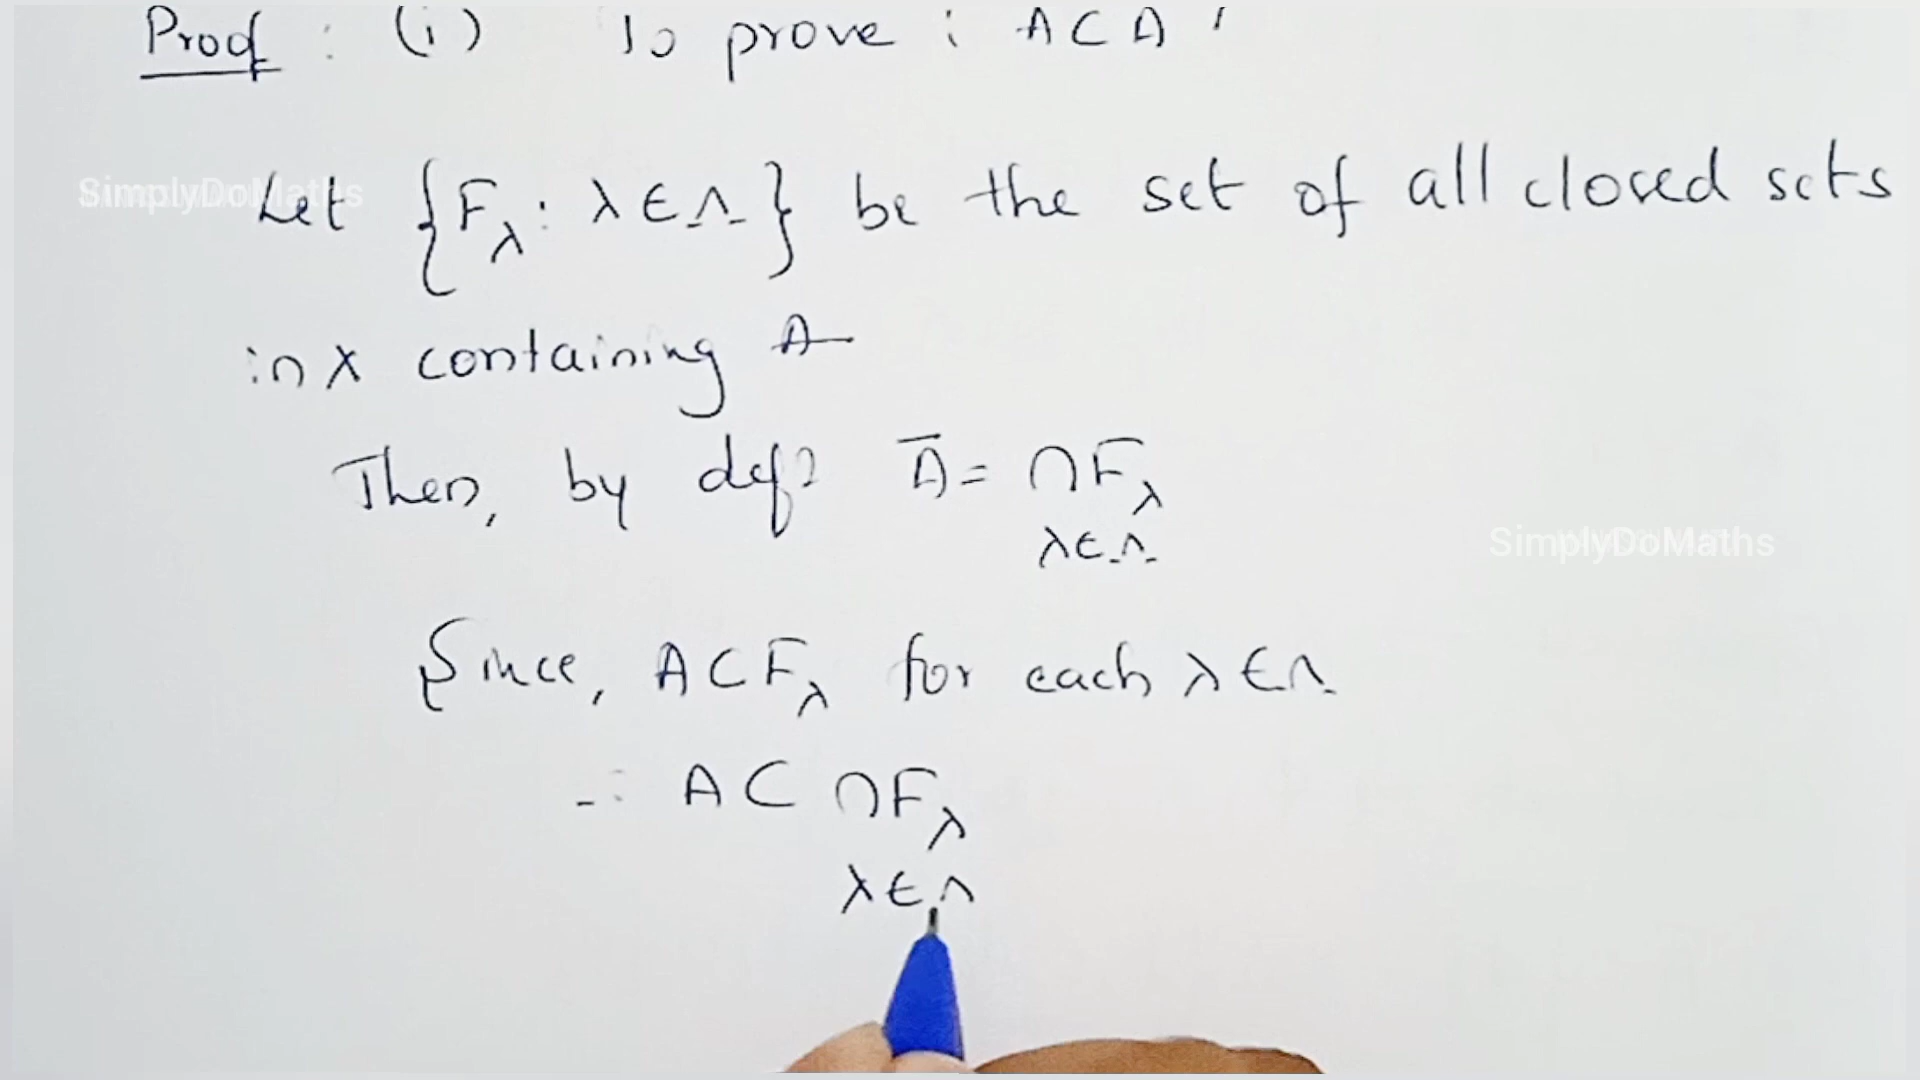 Proof : (i) To prove : A ⊂ A
Let {F_λ : λ ∈ Λ} be the set of all closed sets
in X containing A
Then, by defn A̅ = ∩ F_λ
λ ∈ Λ
Since, A ⊂ F_λ for each λ ∈ Λ
∴ A ⊂ ∩ F_λ
λ ∈ Λ
SimplyDoMaths
SimplyDoMaths